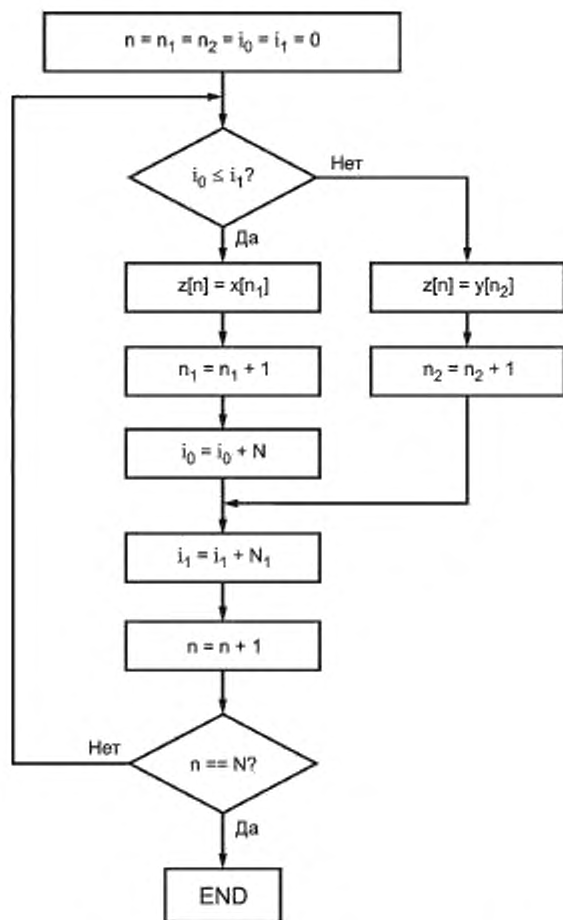 n = n₁ = n₂ = i₀ = i₁ = 0
i₀ ≤ i₁?
Нет
Да
z[n] = x[n₁]
z[n] = y[n₂]
n₁ = n₁ + 1
n₂ = n₂ + 1
i₀ = i₀ + N
i₁ = i₁ + N₁
n = n + 1
Нет
n == N?
Да
END